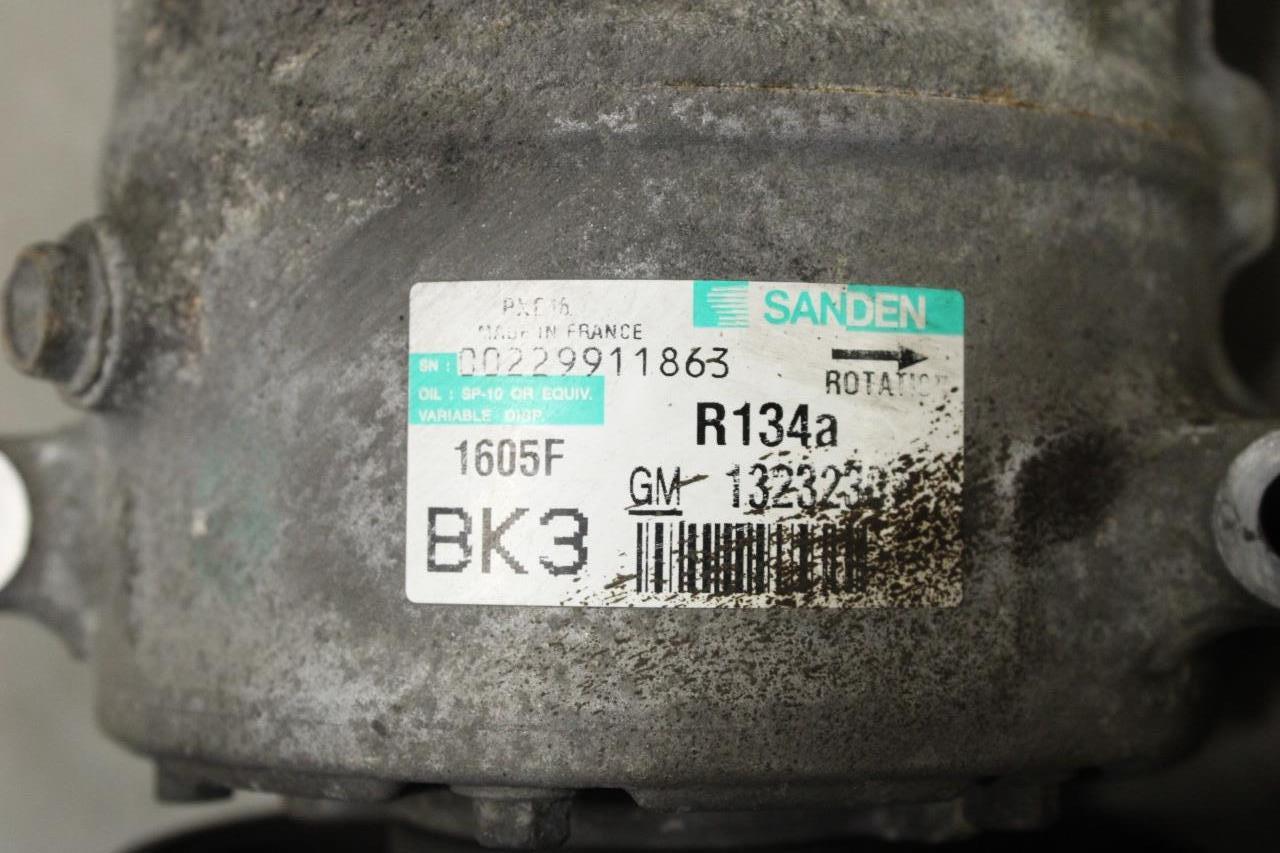 PXE16
SANDEN
MADE IN FRANCE
SN : 00229911863
ROTATION
OIL : SP-10 OR EQUIV.
VARIABLE DISP.
R134a
1605F
GM
BK3